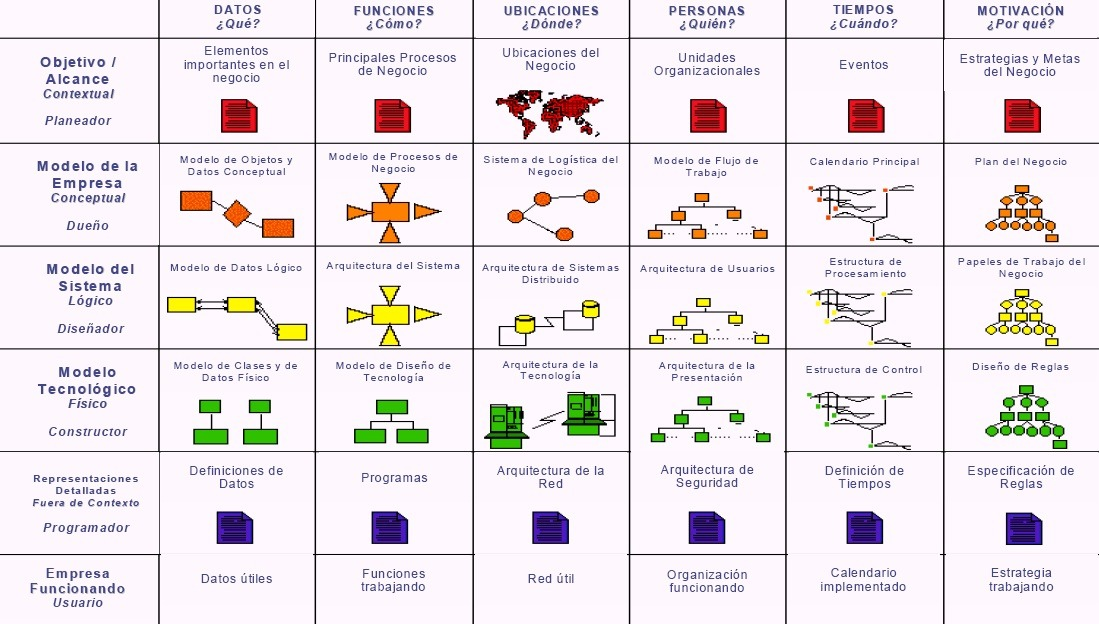 DATOS
¿Qué?
FUNCIONES
¿Cómo?
UBICACIONES
¿Dónde?
PERSONAS
¿Quién?
TIEMPOS
¿Cuándo?
MOTIVACIÓN
¿Por qué?
Objetivo /
Alcance
Contextual
Planeador
Elementos
importantes en el
negocio
Principales Procesos
de Negocio
Ubicaciones del
Negocio
Unidades
Organizacionales
Eventos
Estrategias y Metas
del Negocio
Modelo de la
Empresa
Conceptual
Dueño
Modelo de Objetos y
Datos Conceptual
Modelo de Procesos de
Negocio
Sistema de Logística del
Negocio
Modelo de Flujo de
Trabajo
Calendario Principal
Plan del Negocio
Modelo del
Sistema
Lógico
Diseñador
Modelo de Datos Lógico
Arquitectura del Sistema
Arquitectura de Sistemas
Distribuido
Arquitectura de Usuarios
Estructura de
Procesamiento
Papeles de Trabajo del
Negocio
Modelo
Tecnológico
Físico
Constructor
Modelo de Clases y de
Datos Físico
Modelo de Diseño de
Tecnología
Arquitectura de la
Tecnología
Arquitectura de la
Presentación
Estructura de Control
Diseño de Reglas
Representaciones
Detalladas
Fuera de Contexto
Programador
Definiciones de
Datos
Programas
Arquitectura de la
Red
Arquitectura de
Seguridad
Definición de
Tiempos
Especificación de
Reglas
Empresa
Funcionando
Usuario
Datos útiles
Funciones
trabajando
Red útil
Organización
funcionando
Calendario
implementado
Estrategia
trabajando